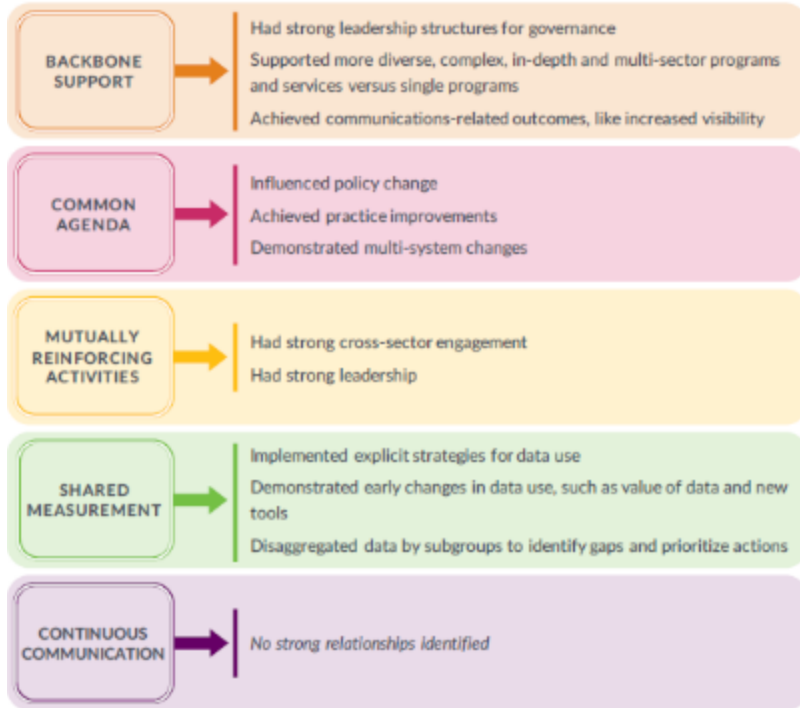 BACKBONE
SUPPORT
Had strong leadership structures for governance
Supported more diverse, complex, in-depth and multi-sector programs
and services versus single programs
Achieved communications-related outcomes, like increased visibility
COMMON
AGENDA
Influenced policy change
Achieved practice improvements
Demonstrated multi-system changes
MUTUALLY
REINFORCING
ACTIVITIES
Had strong cross-sector engagement
Had strong leadership
SHARED
MEASUREMENT
Implemented explicit strategies for data use
Demonstrated early changes in data use, such as value of data and new
tools
Disaggregated data by subgroups to identify gaps and prioritize actions
CONTINUOUS
COMMUNICATION
No strong relationships identified